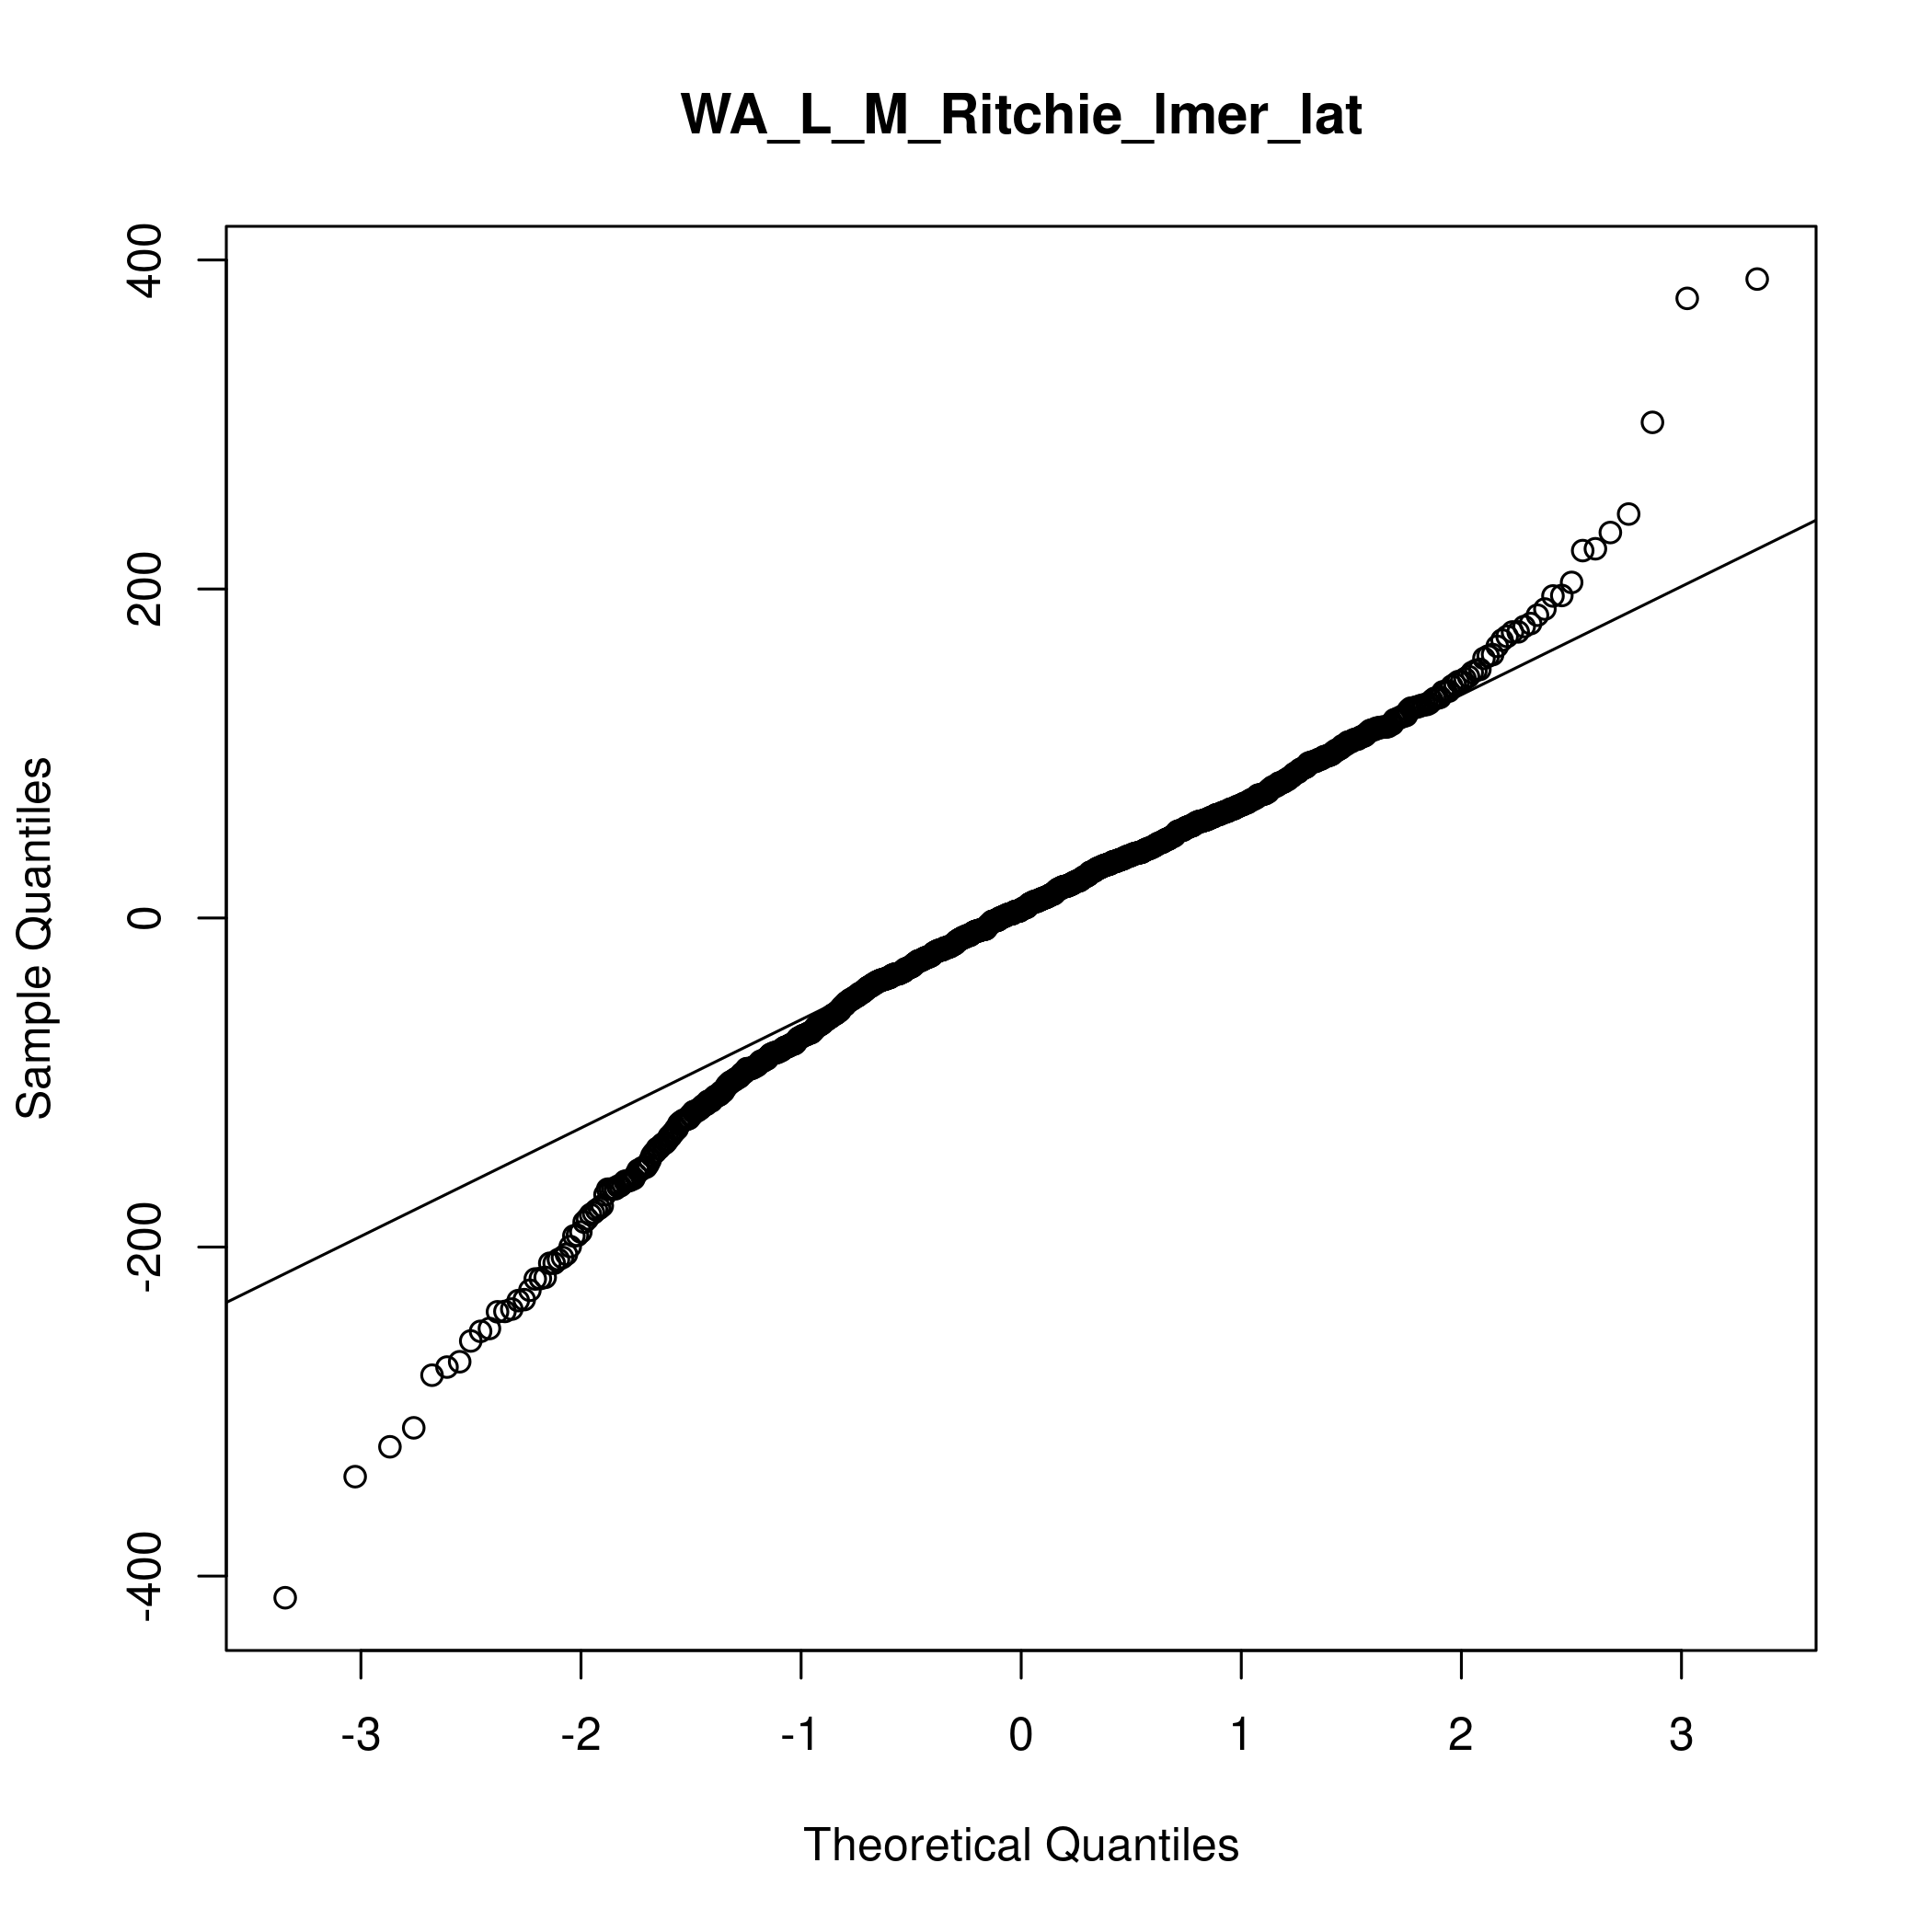 WA_L_M_Ritchie_lmer_lat
400
200
0
-200
-400
Sample Quantiles
-3 -2 -1 0 1 2 3
Theoretical Quantiles